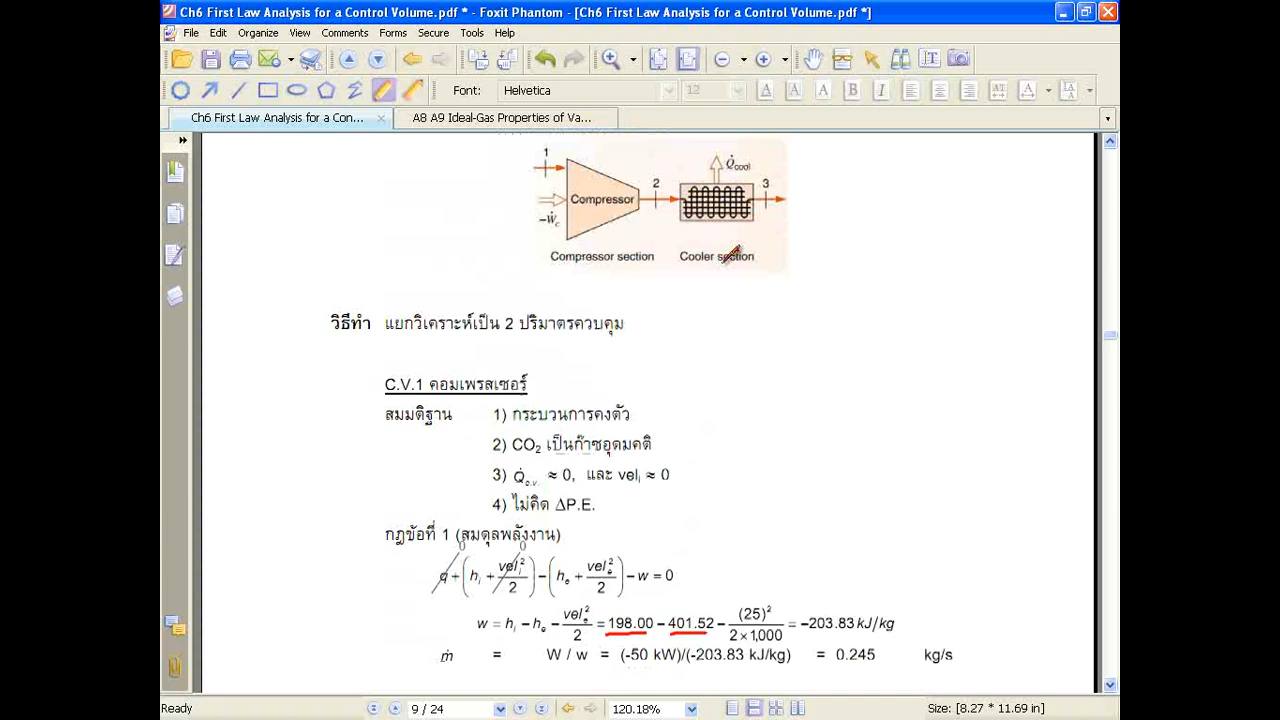 Ch6 First Law Analysis for a Control Volume.pdf * - Foxit Phantom - [Ch6 First Law Analysis for a Control Volume.pdf *]
File Edit Organize View Comments Forms Secure Tools Help
Font: Helvetica 12
Ch6 First Law Analysis for a Con... A8 A9 Ideal-Gas Properties of Va...
1
Q̇cool
2
3
Compressor
−Ẇc
Compressor section Cooler section
วิธีทำ แยกวิเคราะห์เป็น 2 ปริมาตรควบคุม
C.V.1 คอมเพรสเซอร์
สมมติฐาน 1) กระบวนการคงตัว
2) CO₂ เป็นก๊าซอุดมคติ
3) Q̇c.v. ≈ 0, และ velᵢ ≈ 0
4) ไม่คิด ΔP.E.
กฎข้อที่ 1 (สมดุลพลังงาน)
0 0
q + (hᵢ + velᵢ²/2) − (hₑ + velₑ²/2) − w = 0
w = hᵢ − hₑ − velₑ²/2 = 198.00 − 401.52 − (25)²/(2×1,000) = −203.83 kJ/kg
ṁ = W / w = (-50 kW)/(-203.83 kJ/kg) = 0.245 kg/s
Ready 9 / 24 120.18% Size: [8.27 * 11.69 in]